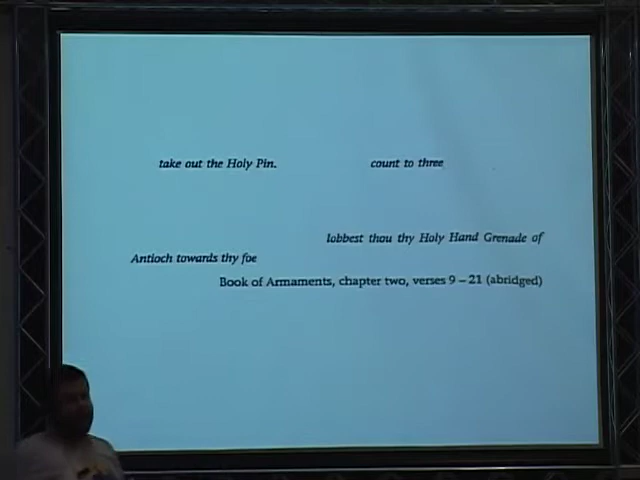 take out the Holy Pin. count to three
lobbest thou thy Holy Hand Grenade of
Antioch towards thy foe
Book of Armaments, chapter two, verses 9 – 21 (abridged)